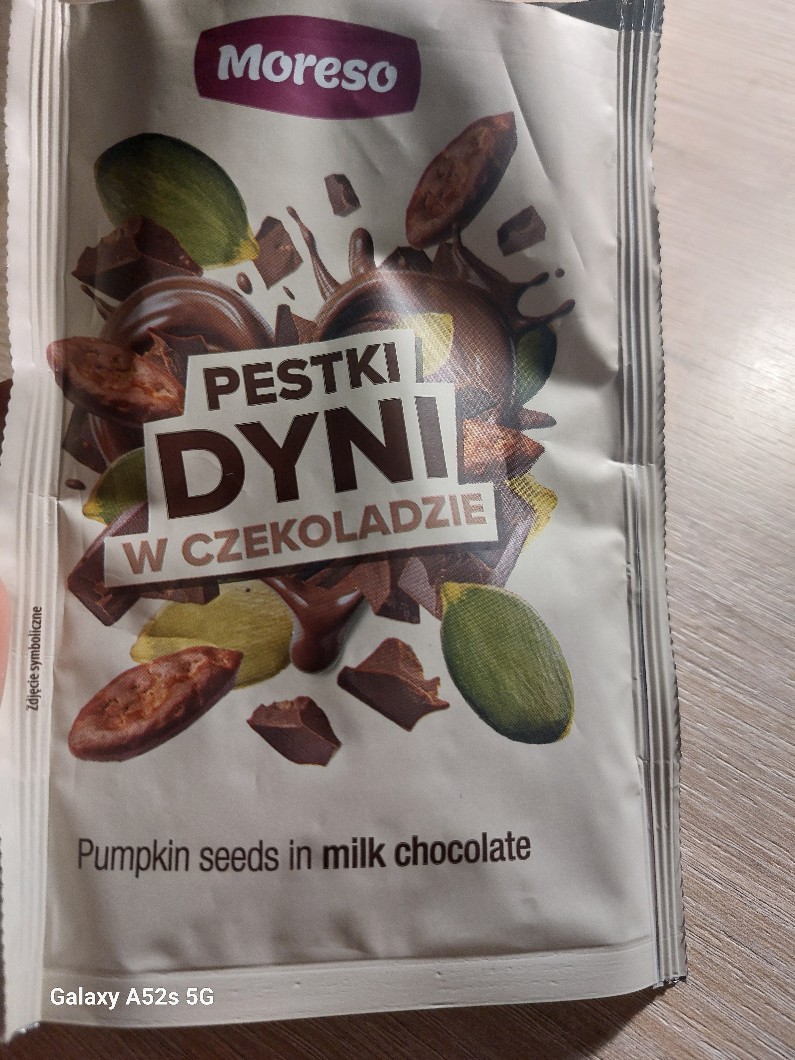 Moreso
PESTKI
DYNI
W CZEKOLADZIE
Zdjęcie symboliczne
Pumpkin seeds in milk chocolate
Galaxy A52s 5G